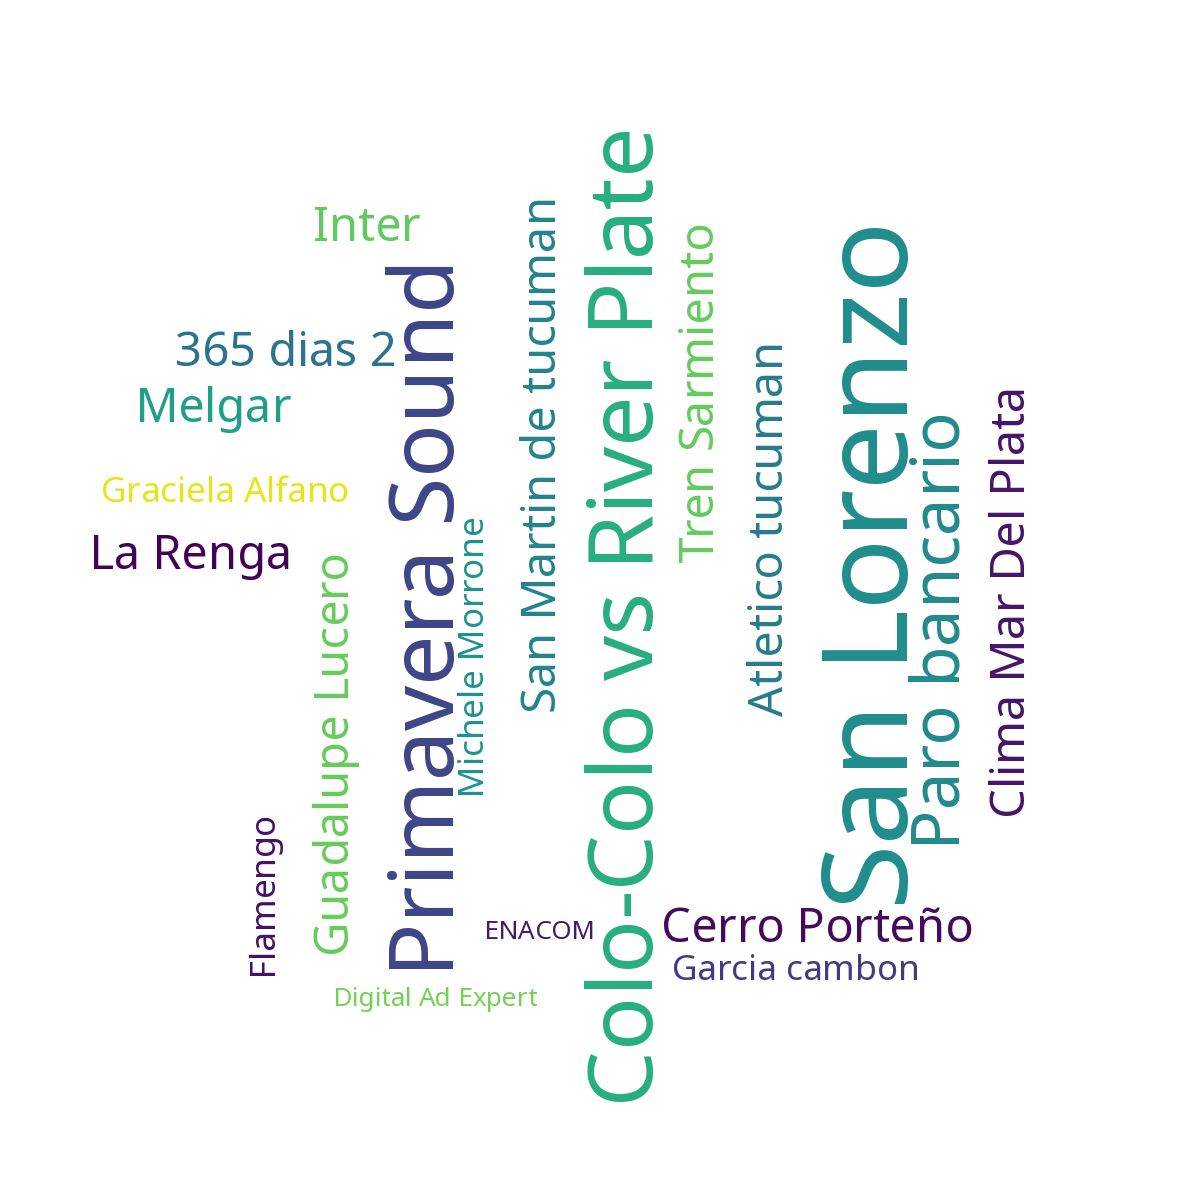 Inter
365 dias 2
Melgar
Graciela Alfano
La Renga
Flamengo
Guadalupe Lucero
Primavera Sound
Michele Morrone
San Martin de tucuman
Colo-Colo vs River Plate
Tren Sarmiento
Atletico tucuman
San Lorenzo
Paro bancario
Clima Mar Del Plata
ENACOM
Cerro Porteño
Garcia cambon
Digital Ad Expert